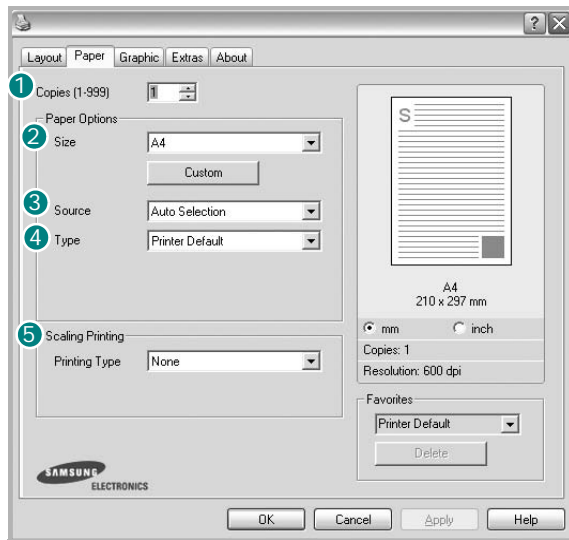 ? X
Layout Paper Graphic Extras About
1 Copies (1-999) 1
Paper Options
2 Size A4
Custom
3 Source Auto Selection
4 Type Printer Default
5 Scaling Printing
Printing Type None
S
A4
210 x 297 mm
mm inch
Copies: 1
Resolution: 600 dpi
Favorites
Printer Default
Delete
SAMSUNG
ELECTRONICS
OK Cancel Apply Help